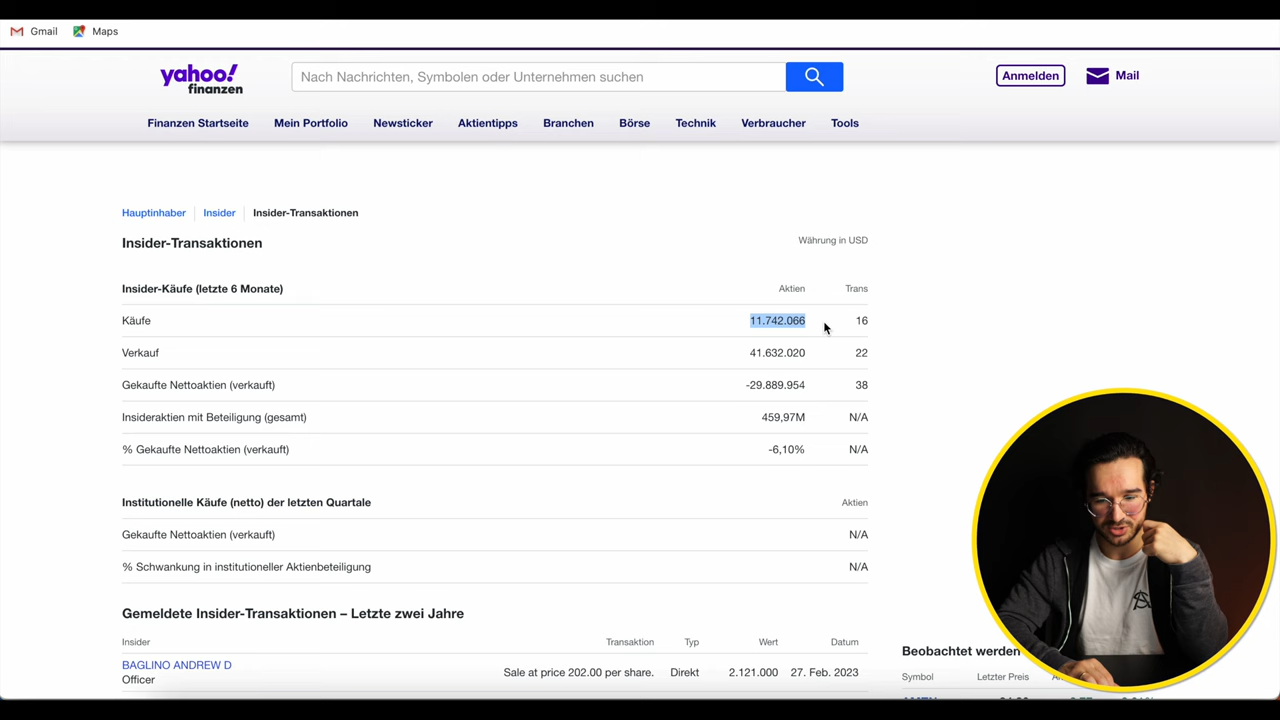 Gmail Maps
yahoo!
finanzen
Nach Nachrichten, Symbolen oder Unternehmen suchen
Anmelden Mail
Finanzen Startseite Mein Portfolio Newsticker Aktientipps Branchen Börse Technik Verbraucher Tools
Hauptinhaber Insider Insider-Transaktionen
Insider-Transaktionen Währung in USD
Insider-Käufe (letzte 6 Monate) Aktien Trans
Käufe 11.742.066 16
Verkauf 41.632.020 22
Gekaufte Nettoaktien (verkauft) -29.889.954 38
Insideraktien mit Beteiligung (gesamt) 459,97M N/A
% Gekaufte Nettoaktien (verkauft) -6,10% N/A
Institutionelle Käufe (netto) der letzten Quartale Aktien
Gekaufte Nettoaktien (verkauft) N/A
% Schwankung in institutioneller Aktienbeteiligung N/A
Gemeldete Insider-Transaktionen – Letzte zwei Jahre
Insider Transaktion Typ Wert Datum
BAGLINO ANDREW D
Officer
Sale at price 202.00 per share. Direkt 2.121.000 27. Feb. 2023
Beobachtet werden
Symbol Letzter Preis